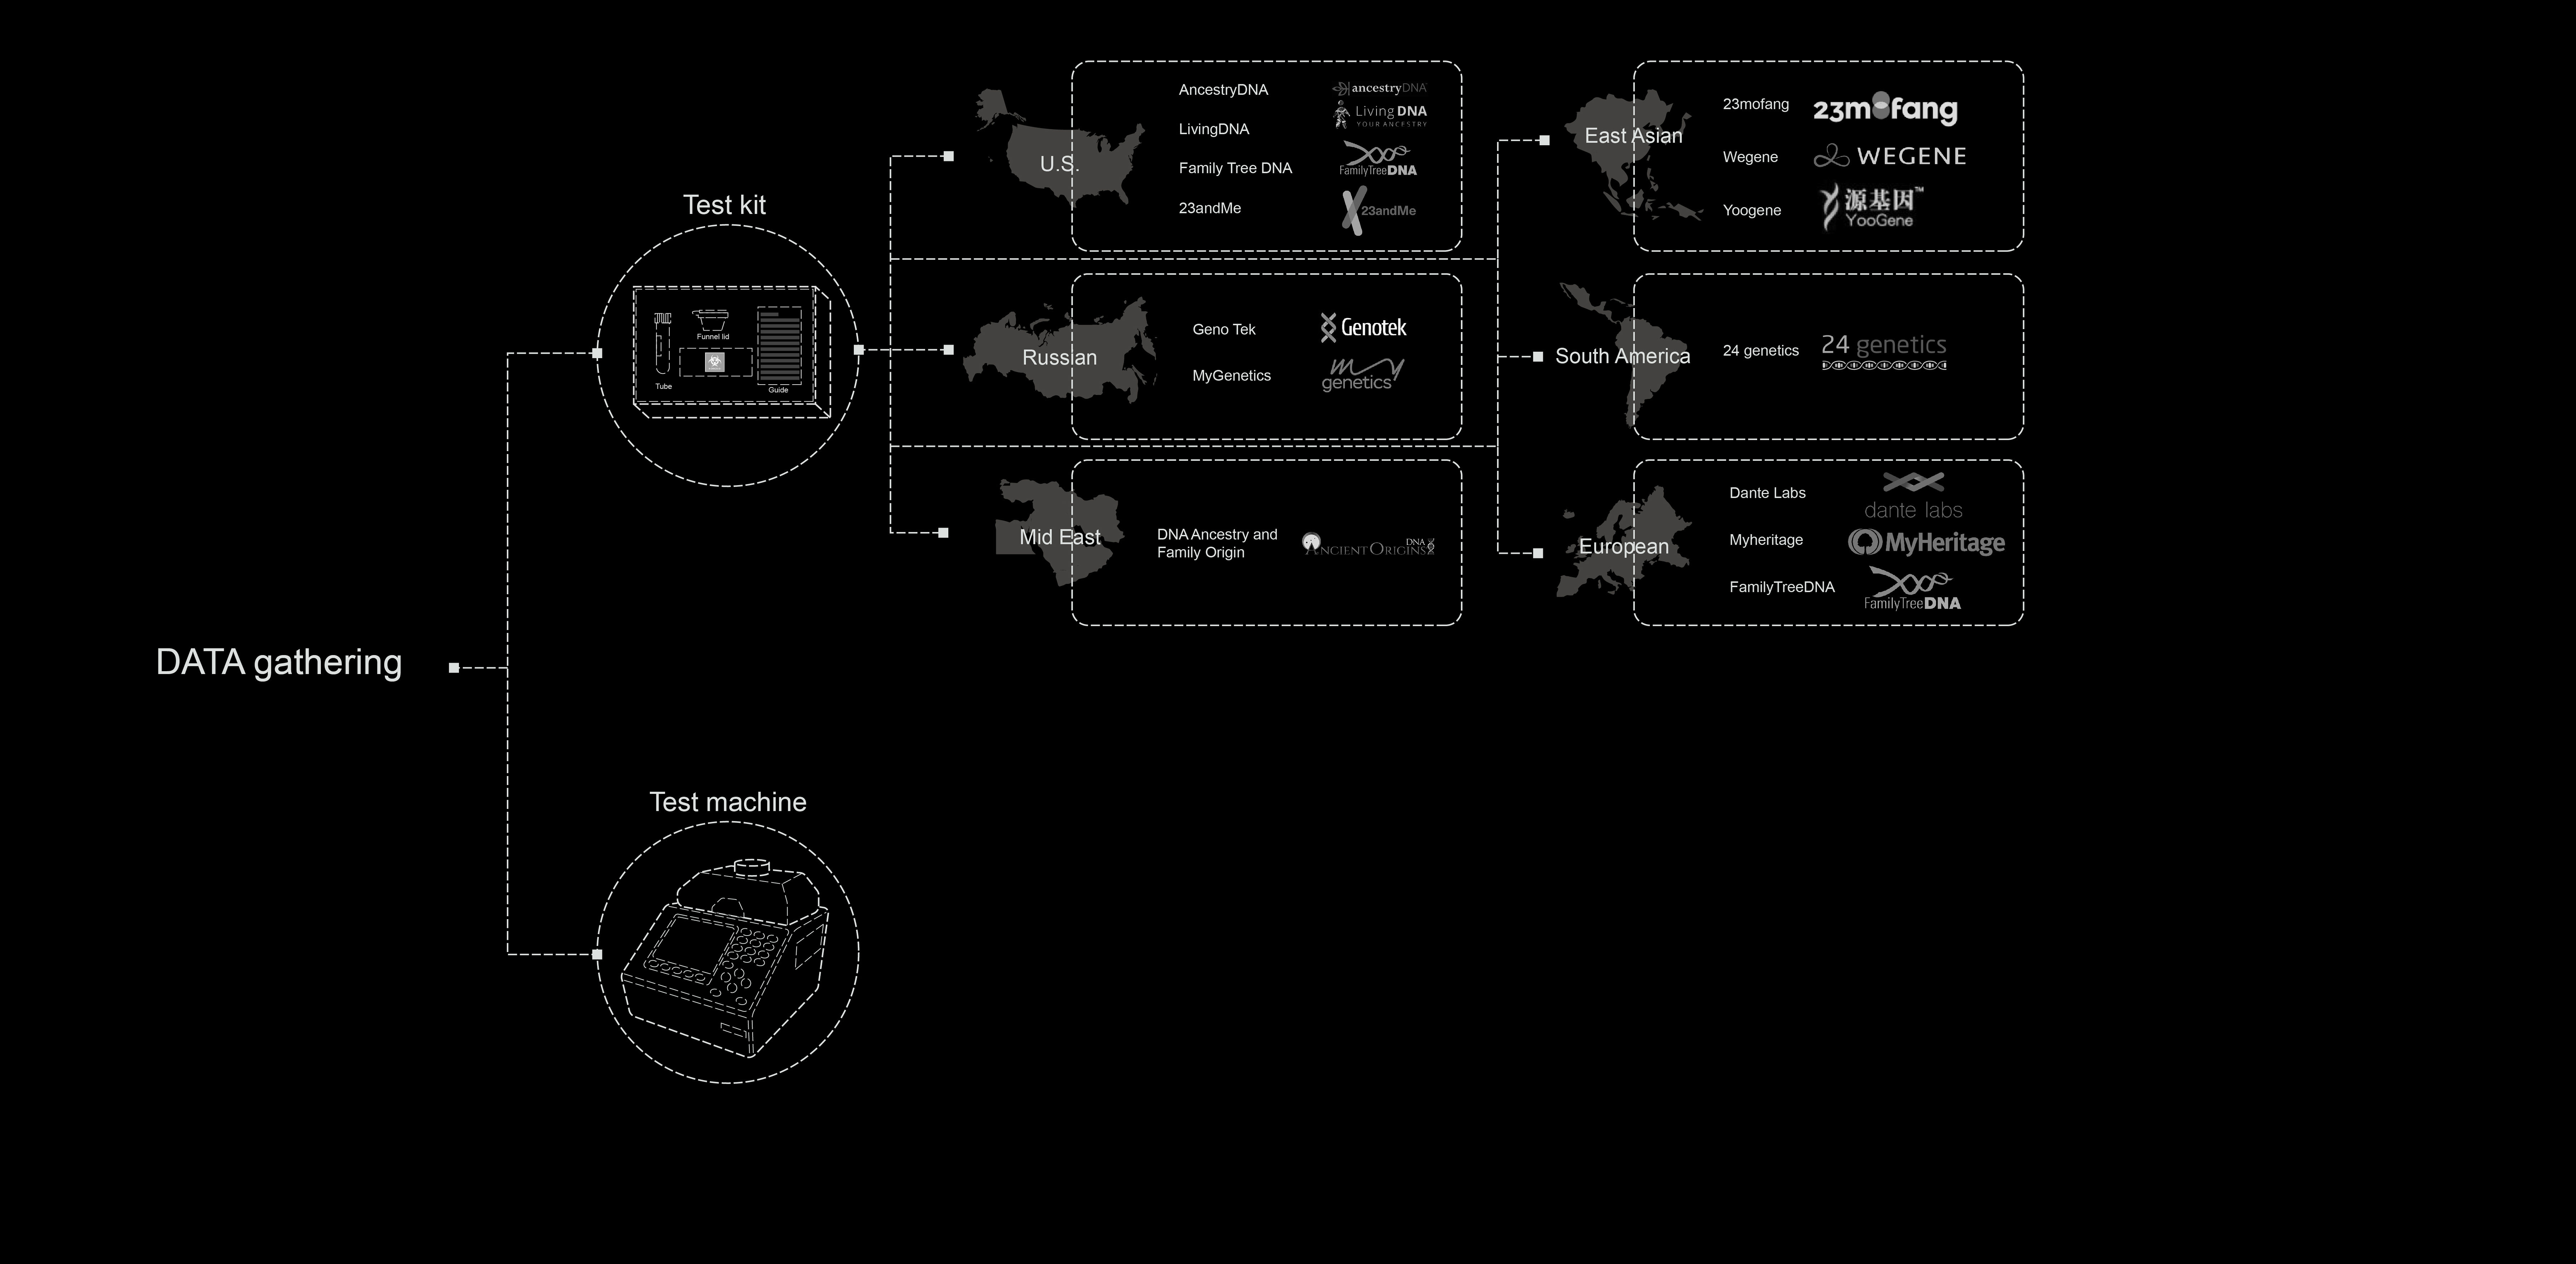 DATA gathering
Test kit
Funnel lid
Tube
Guide
Test machine
U.S.
AncestryDNA
LivingDNA
Family Tree DNA
23andMe
ancestryDNA
Living DNA
YOUR ANCESTRY
FamilyTreeDNA
23andMe
Russian
Geno Tek
MyGenetics
Genotek
my
genetics
Mid East
DNA Ancestry and
Family Origin
DNA
ANCIENT ORIGINS
East Asian
23mofang
Wegene
Yoogene
23mofang
WEGENE
源基因™
YooGene
South America
24 genetics
24 genetics
European
Dante Labs
Myheritage
FamilyTreeDNA
dante labs
MyHeritage
FamilyTreeDNA